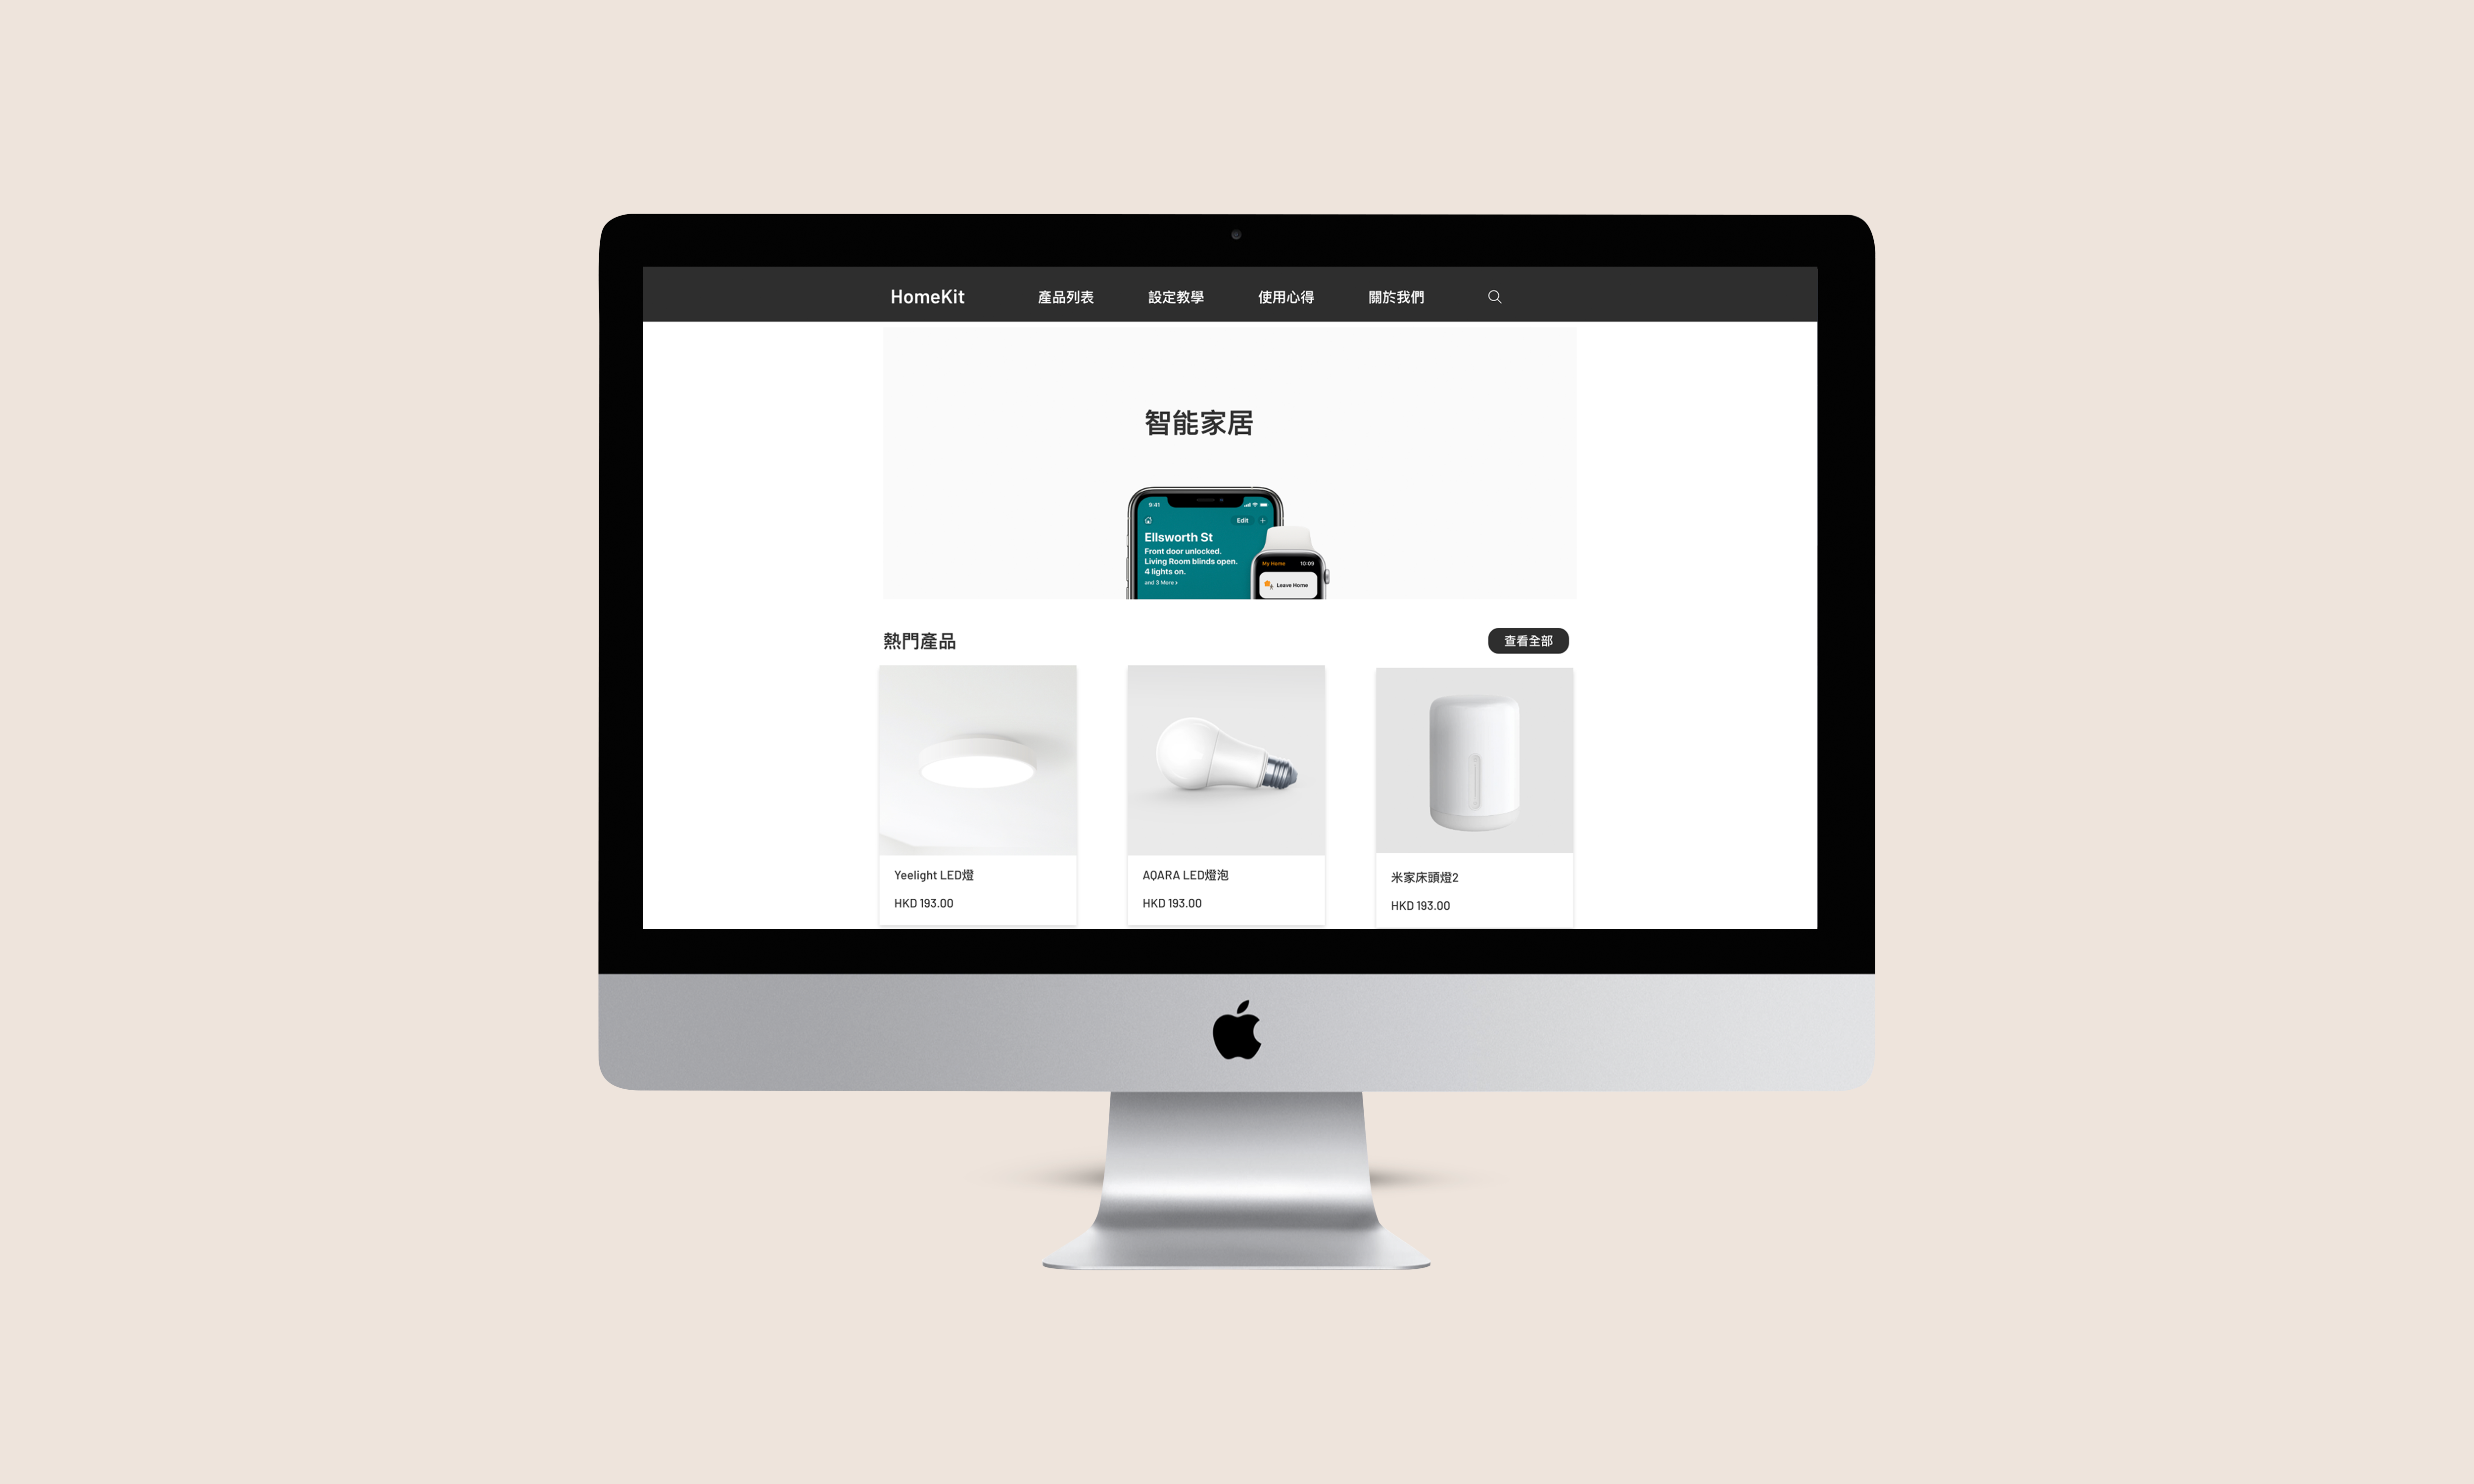 HomeKit
產品列表
設定教學
使用心得
關於我們
智能家居
9:41
Edit +
Ellsworth St
Front door unlocked.
Living Room blinds open.
4 lights on.
and 3 More >
My Home 10:09
Leave Home
熱門產品
查看全部
Yeelight LED燈
HKD 193.00
AQARA LED燈泡
HKD 193.00
米家床頭燈2
HKD 193.00